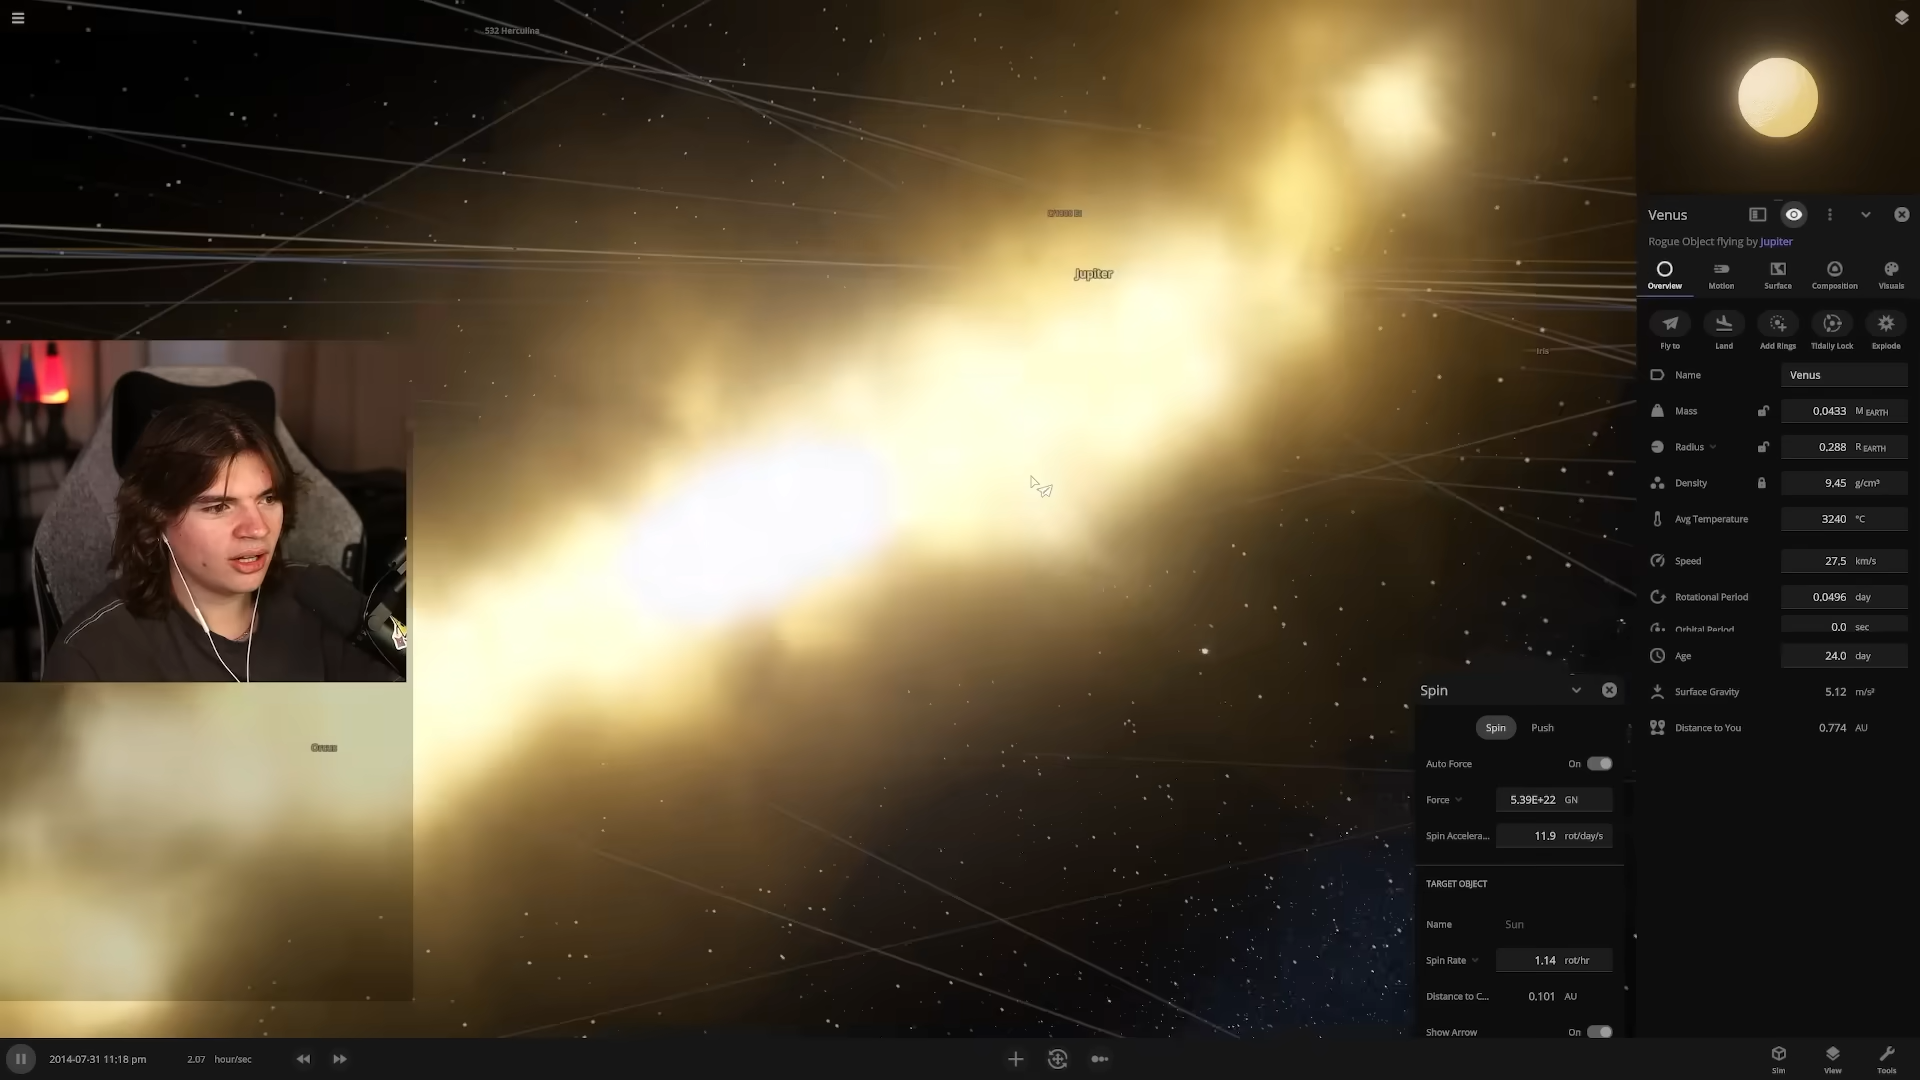 532 Herculina
Jupiter
Iris
Orcus
Venus
Rogue Object flying by Jupiter
Overview
Motion
Surface
Composition
Visuals
Fly to
Land
Add Rings
Tidally Lock
Explode
Name
Venus
Mass
0.0433 M EARTH
Radius
0.288 R EARTH
Density
9.45 g/cm³
Avg Temperature
3240 °C
Speed
27.5 km/s
Rotational Period
0.0496 day
Orbital Period
0.0 sec
Age
24.0 day
Surface Gravity
5.12 m/s²
Distance to You
0.774 AU
Spin
Spin
Push
Auto Force
On
Force
5.39E+22 GN
Spin Accelera...
11.9 rot/day/s
TARGET OBJECT
Name
Sun
Spin Rate
1.14 rot/hr
Distance to C...
0.101 AU
Show Arrow
On
2014-07-31 11:18 pm
2.07 hour/sec
Sim
View
Tools